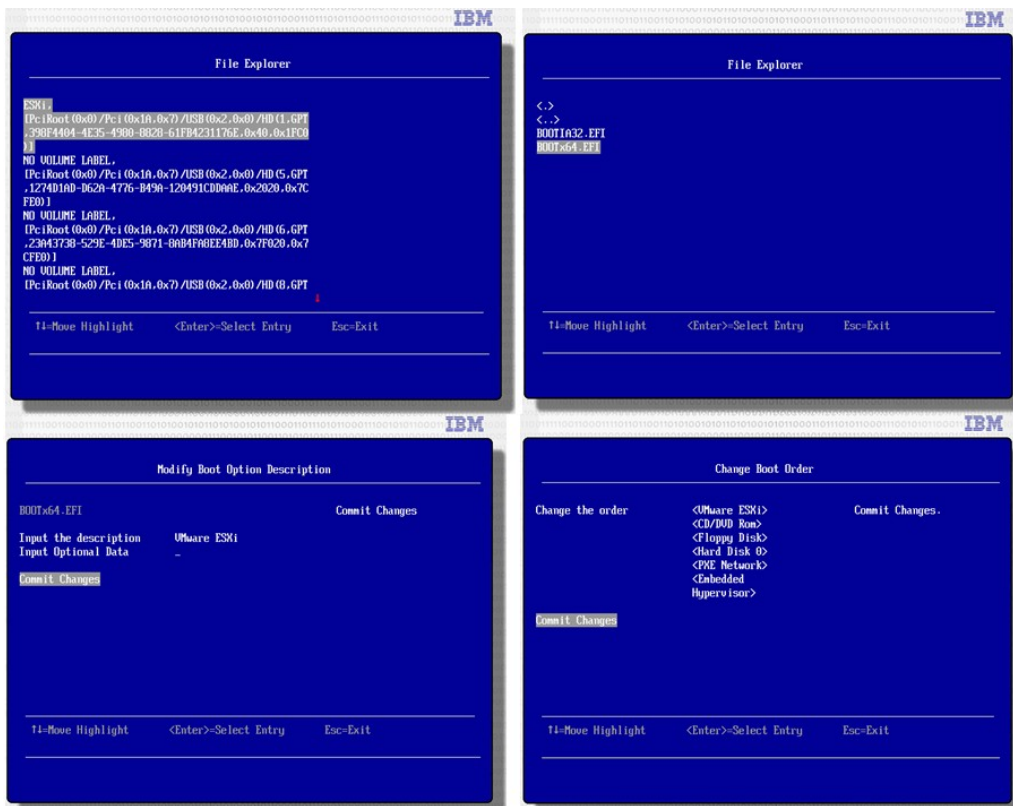 IBM
File Explorer
ESXi,
[PciRoot(0x0)/Pci(0x1A,0x7)/USB(0x2,0x0)/HD(1,GPT
,398F4404-4E35-4980-8828-61FB4231176E,0x40,0x1FC0
)]
NO VOLUME LABEL,
[PciRoot(0x0)/Pci(0x1A,0x7)/USB(0x2,0x0)/HD(5,GPT
,1274D1AD-D62A-4776-B49A-120491CDDAAE,0x2020,0x7C
FE0)]
NO VOLUME LABEL,
[PciRoot(0x0)/Pci(0x1A,0x7)/USB(0x2,0x0)/HD(6,GPT
,23A43738-529E-4DE5-9871-8AB4FA8EE4BD,0x7F020,0x7
CFE0)]
NO VOLUME LABEL,
[PciRoot(0x0)/Pci(0x1A,0x7)/USB(0x2,0x0)/HD(8,GPT
↓
↑↓=Move Highlight <Enter>=Select Entry Esc=Exit
IBM
File Explorer
<.>
<..>
BOOTIA32.EFI
BOOTx64.EFI
↑↓=Move Highlight <Enter>=Select Entry Esc=Exit
IBM
Modify Boot Option Description
BOOTx64.EFI Commit Changes
Input the description VMware ESXi
Input Optional Data _
Commit Changes
↑↓=Move Highlight <Enter>=Select Entry Esc=Exit
IBM
Change Boot Order
Change the order <VMware ESXi> Commit Changes.
<CD/DVD Rom>
<Floppy Disk>
<Hard Disk 0>
<PXE Network>
<Embedded
Hypervisor>
Commit Changes
↑↓=Move Highlight <Enter>=Select Entry Esc=Exit